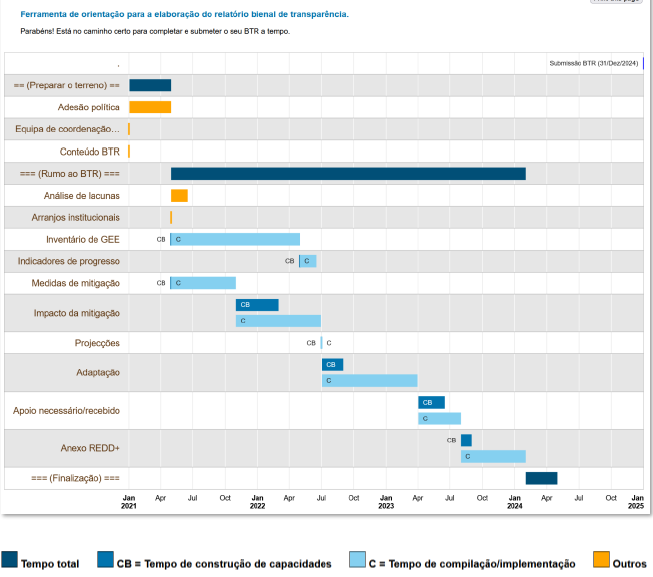 Ferramenta de orientação para a elaboração do relatório bienal de transparência.
Parabéns! Está no caminho certo para completar e submeter o seu BTR a tempo.
.
Submissão BTR (31/Dez/2024)
== (Preparar o terreno) ==
Adesão política
Equipa de coordenação...
Conteúdo BTR
=== (Rumo ao BTR) ===
Análise de lacunas
Arranjos institucionais
Inventário de GEE CB C
Indicadores de progresso CB C
Medidas de mitigação CB C
Impacto da mitigação
CB
C
Projecções CB C
Adaptação
CB
C
Apoio necessário/recebido
CB
C
Anexo REDD+
CB
C
=== (Finalização) ===
Jan Apr Jul Oct Jan Apr Jul Oct Jan Apr Jul Oct Jan Apr Jul Oct Jan
2021 2022 2023 2024 2025
Tempo total CB = Tempo de construção de capacidades C = Tempo de compilação/implementação Outros